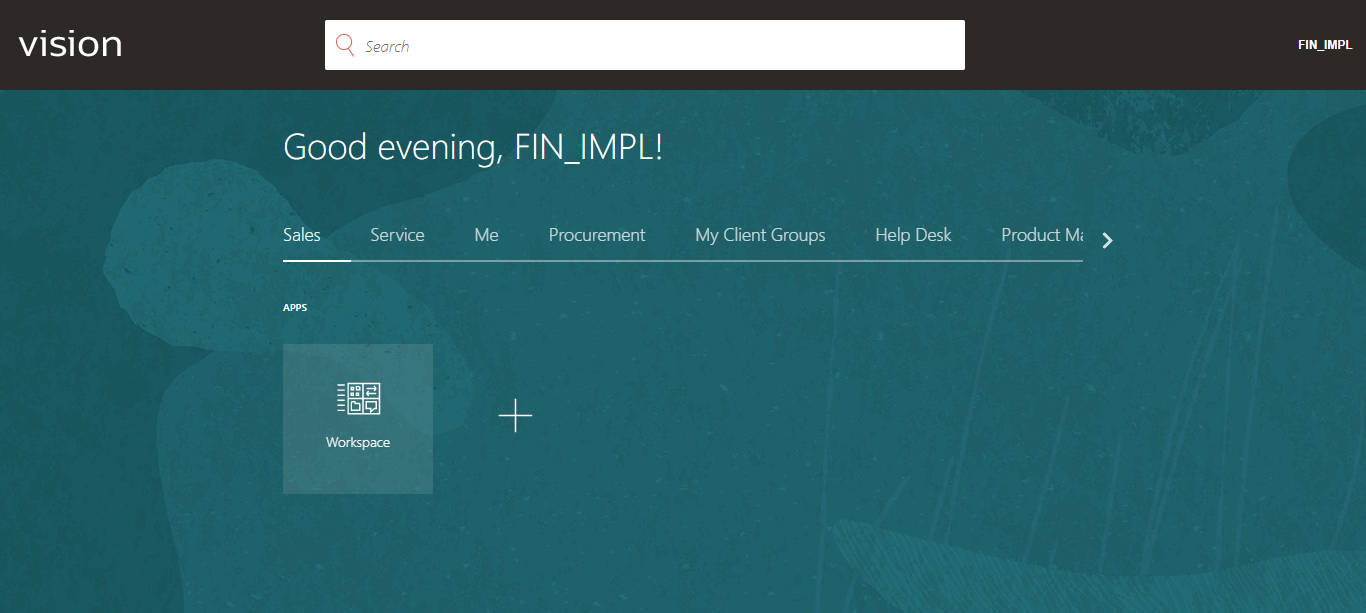 vision
Search
FIN_IMPL
Good evening, FIN_IMPL!
Sales Service Me Procurement My Client Groups Help Desk Product Ma
APPS
Workspace